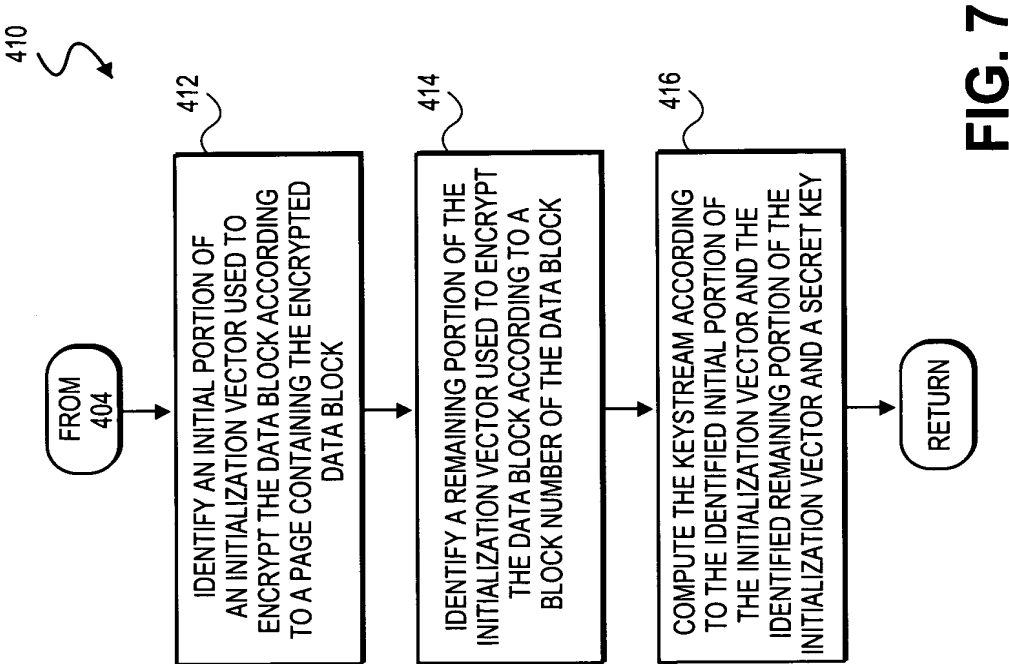 410
FROM
404
412
IDENTIFY AN INITIAL PORTION OF
AN INITIALIZATION VECTOR USED TO
ENCRYPT THE DATA BLOCK ACCORDING
TO A PAGE CONTAINING THE ENCRYPTED
DATA BLOCK
414
IDENTIFY A REMAINING PORTION OF THE
INITIALIZATION VECTOR USED TO ENCRYPT
THE DATA BLOCK ACCORDING TO A
BLOCK NUMBER OF THE DATA BLOCK
416
COMPUTE THE KEYSTREAM ACCORDING
TO THE IDENTIFIED INITIAL PORTION OF
THE INITIALIZATION VECTOR AND THE
IDENTIFIED REMAINING PORTION OF THE
INITIALIZATION VECTOR AND A SECRET KEY
RETURN
FIG. 7